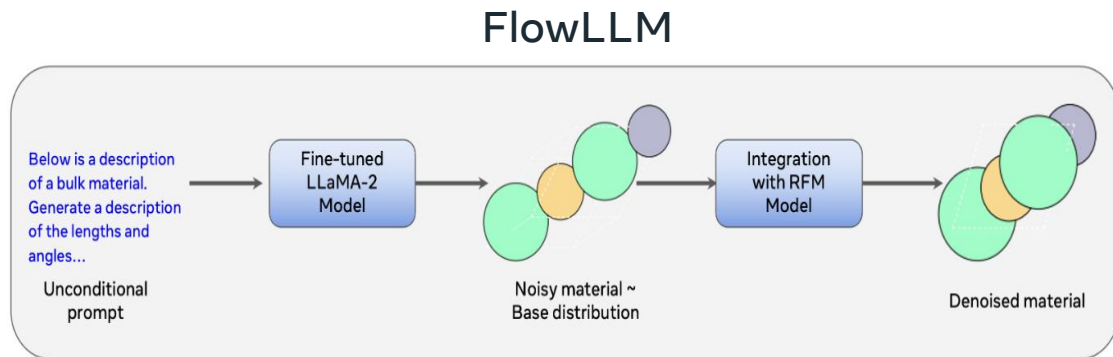 FlowLLM
Below is a description
of a bulk material.
Generate a description
of the lengths and
angles...
Unconditional
prompt
Fine-tuned
LLaMA-2
Model
Noisy material ~
Base distribution
Integration
with RFM
Model
Denoised material